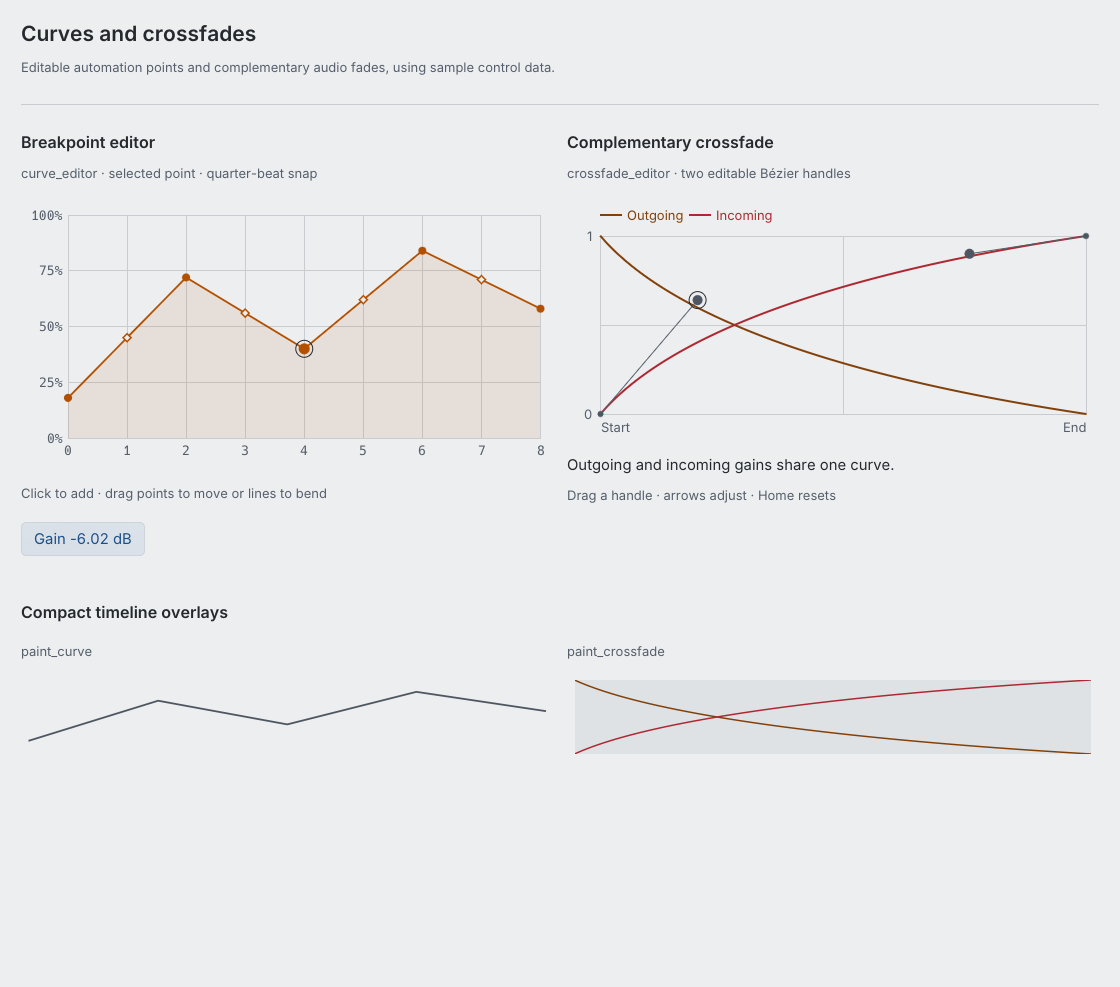 Curves and crossfades
Editable automation points and complementary audio fades, using sample control data.
Breakpoint editor
curve_editor · selected point · quarter-beat snap
100%
75%
50%
25%
0%
0 1 2 3 4 5 6 7 8
Click to add · drag points to move or lines to bend
Gain -6.02 dB
Complementary crossfade
crossfade_editor · two editable Bézier handles
Outgoing Incoming
1
0
Start End
Outgoing and incoming gains share one curve.
Drag a handle · arrows adjust · Home resets
Compact timeline overlays
paint_curve
paint_crossfade